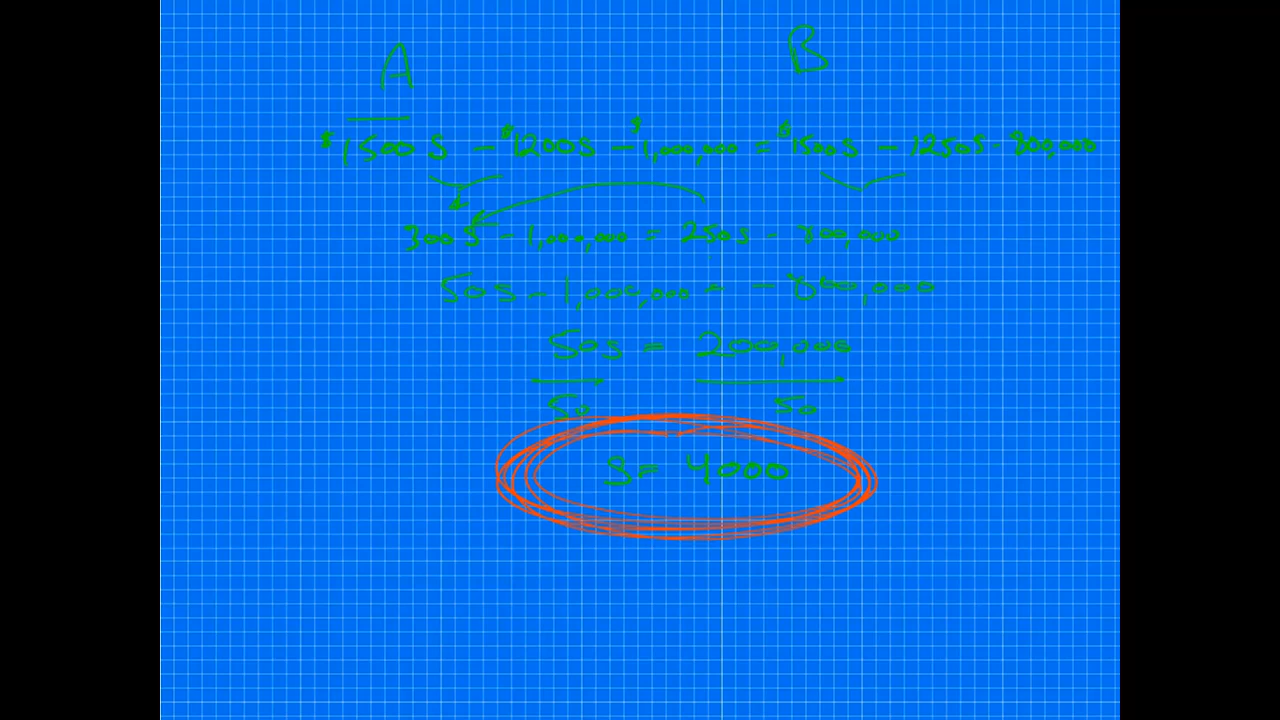 A B
$1500S - $1200S - $1,000,000 = $1500S - 1250S - 800,000
300S - 1,000,000 = 250S - 800,000
50S - 1,000,000 = - 800,000
50S = 200,000
50 50
S = 4000